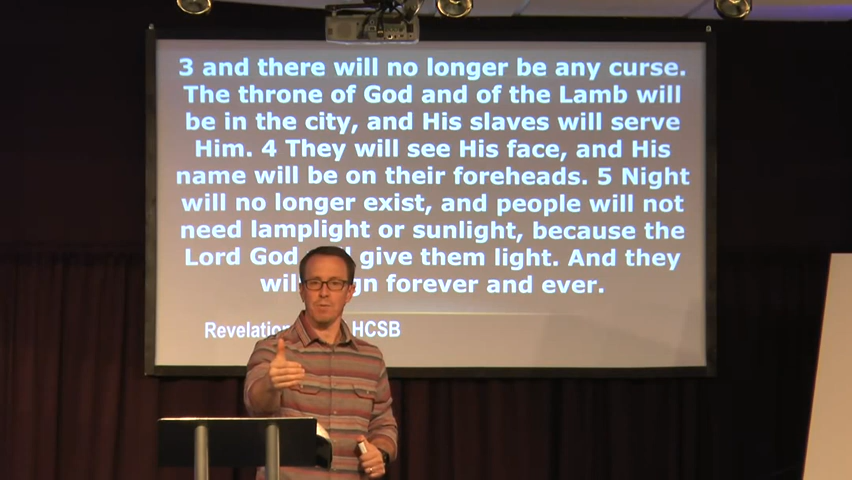 3 and there will no longer be any curse.
The throne of God and of the Lamb will
be in the city, and His slaves will serve
Him. 4 They will see His face, and His
name will be on their foreheads. 5 Night
will no longer exist, and people will not
need lamplight or sunlight, because the
Lord God give them light. And they
forever and ever.
Revelation HCSB